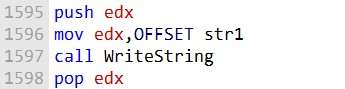 1595 push edx
1596 mov edx,OFFSET str1
1597 call WriteString
1598 pop edx